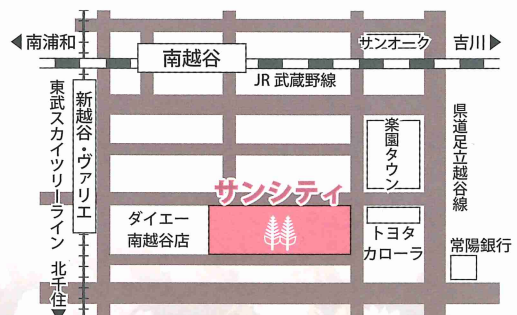 南浦和
南越谷
サンオーク
吉川
JR 武蔵野線
東武スカイツリーライン
新越谷・ヴァリエ
楽園タウン
県道足立越谷線
サンシティ
ダイエー
南越谷店
トヨタ
カローラ
常陽銀行
北千住